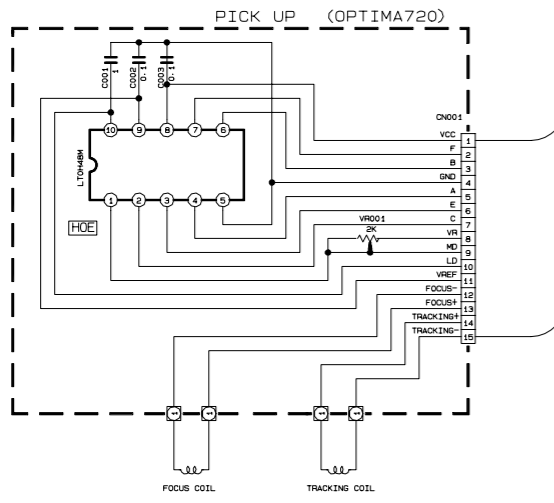 PICK UP (OPTIMA720)
C001
1
C002
0.1
C003
0.1
CN001
10
9
8
7
6
LT0H48M
1
2
3
4
5
HOE
VR001
2K
VCC 1
F 2
B 3
GND 4
A 5
E 6
C 7
VR 8
MD 9
LD 10
VREF 11
FOCUS- 12
FOCUS+ 13
TRACKING+ 14
TRACKING- 15
FOCUS COIL
TRACKING COIL